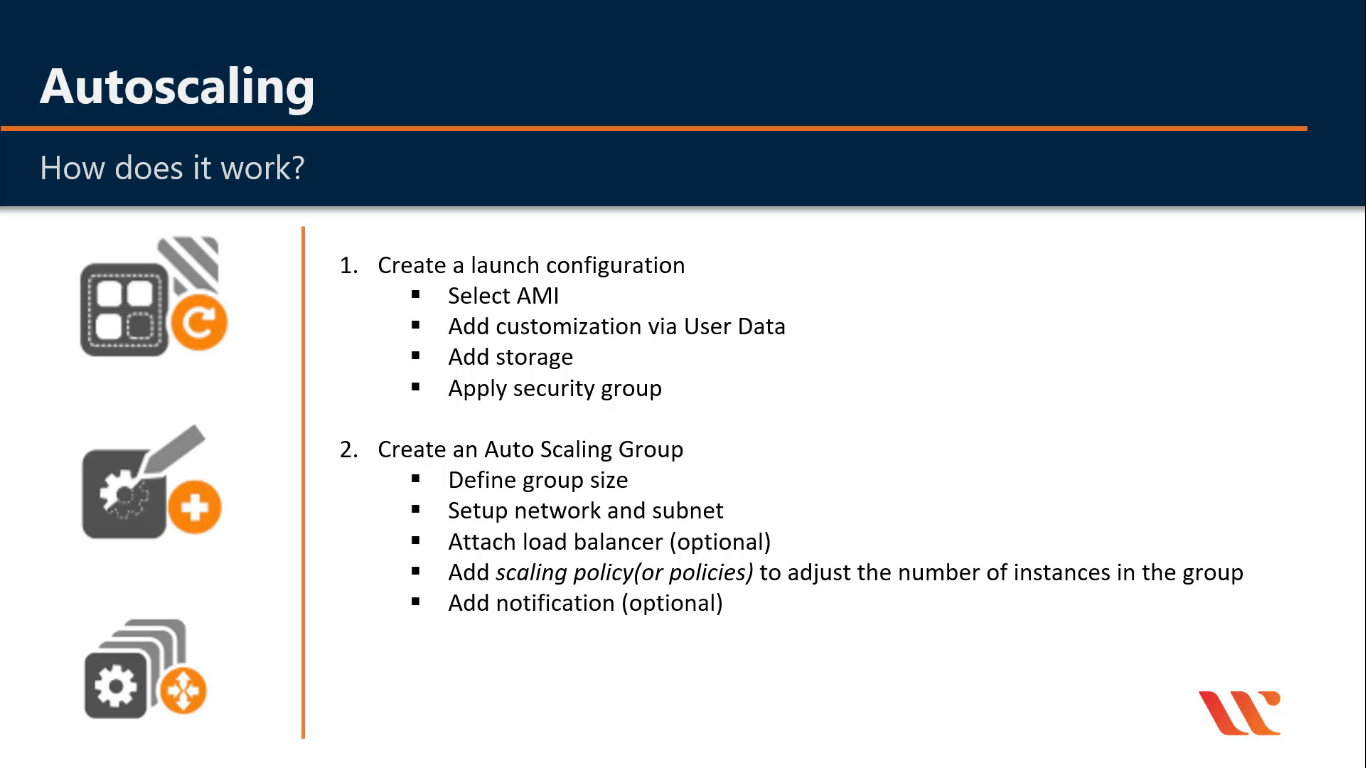 Autoscaling
How does it work?
1. Create a launch configuration
▪ Select AMI
▪ Add customization via User Data
▪ Add storage
▪ Apply security group
2. Create an Auto Scaling Group
▪ Define group size
▪ Setup network and subnet
▪ Attach load balancer (optional)
▪ Add scaling policy(or policies) to adjust the number of instances in the group
▪ Add notification (optional)